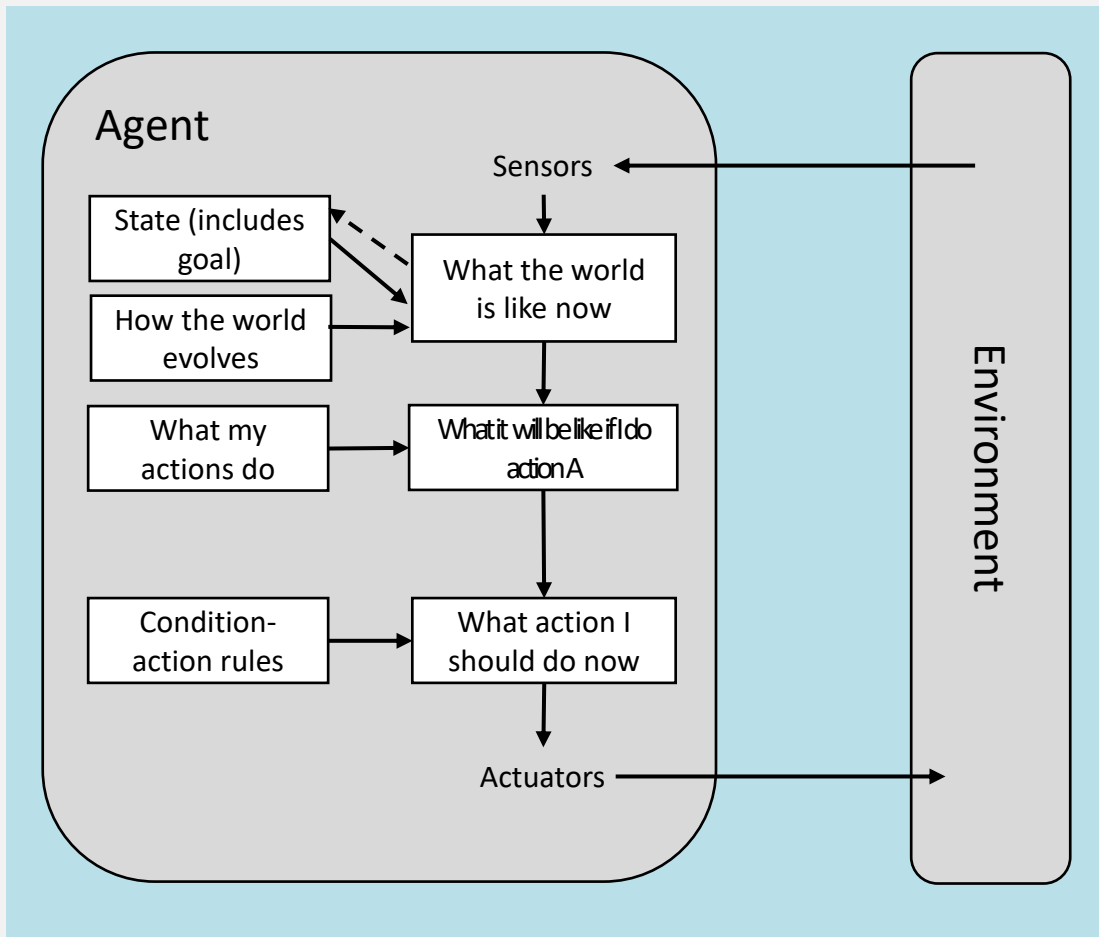 Agent
Sensors
State (includes
goal)
What the world
is like now
How the world
evolves
What my
actions do
What it will be like if I do
action A
Condition-
action rules
What action I
should do now
Actuators
Environment